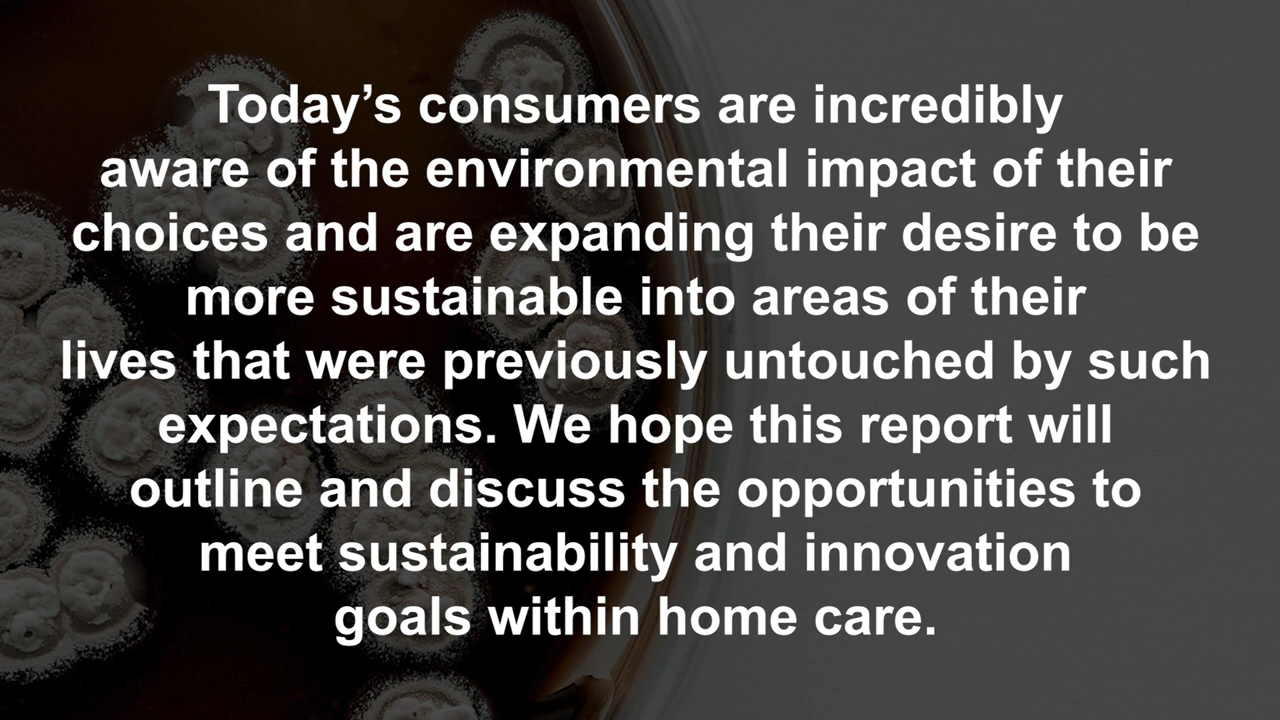 Today’s consumers are incredibly
aware of the environmental impact of their
choices and are expanding their desire to be
more sustainable into areas of their
lives that were previously untouched by such
expectations. We hope this report will
outline and discuss the opportunities to
meet sustainability and innovation
goals within home care.